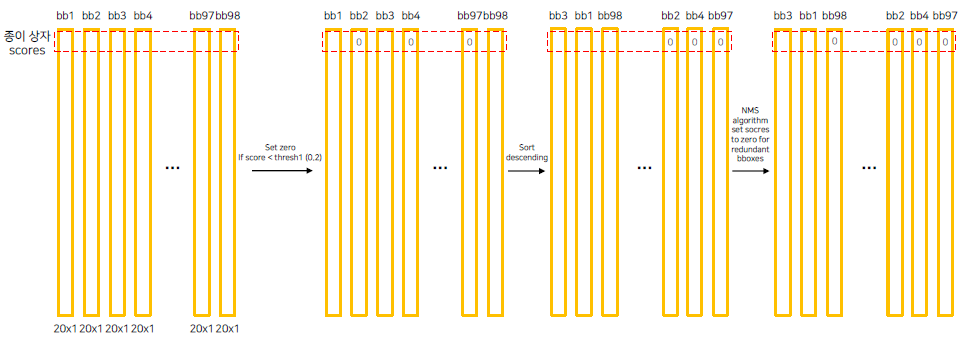 bb1 bb2 bb3 bb4 bb97 bb98
bb1 bb2 bb3 bb4 bb97 bb98
bb3 bb1 bb98 bb2 bb4 bb97
bb3 bb1 bb98 bb2 bb4 bb97
종이 상자
scores
0 0 0
0 0 0
0 0 0 0
Set zero
If score < thresh1 (0,2)
...
...
Sort
descending
...
NMS
algorithm
set socres
to zero for
redundant
bboxes
...
20x1 20x1 20x1 20x1 20x1 20x1